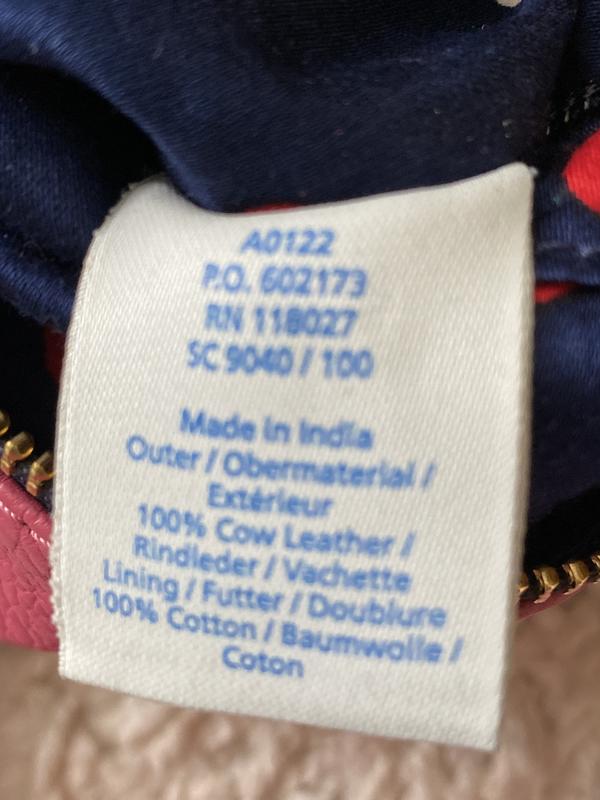 A0122
P.O. 602173
RN 118027
SC 9040 / 100
Made in India
Outer / Obermaterial /
Extérieur
100% Cow Leather /
Rindleder / Vachette
Lining / Futter / Doublure
100% Cotton / Baumwolle /
Coton